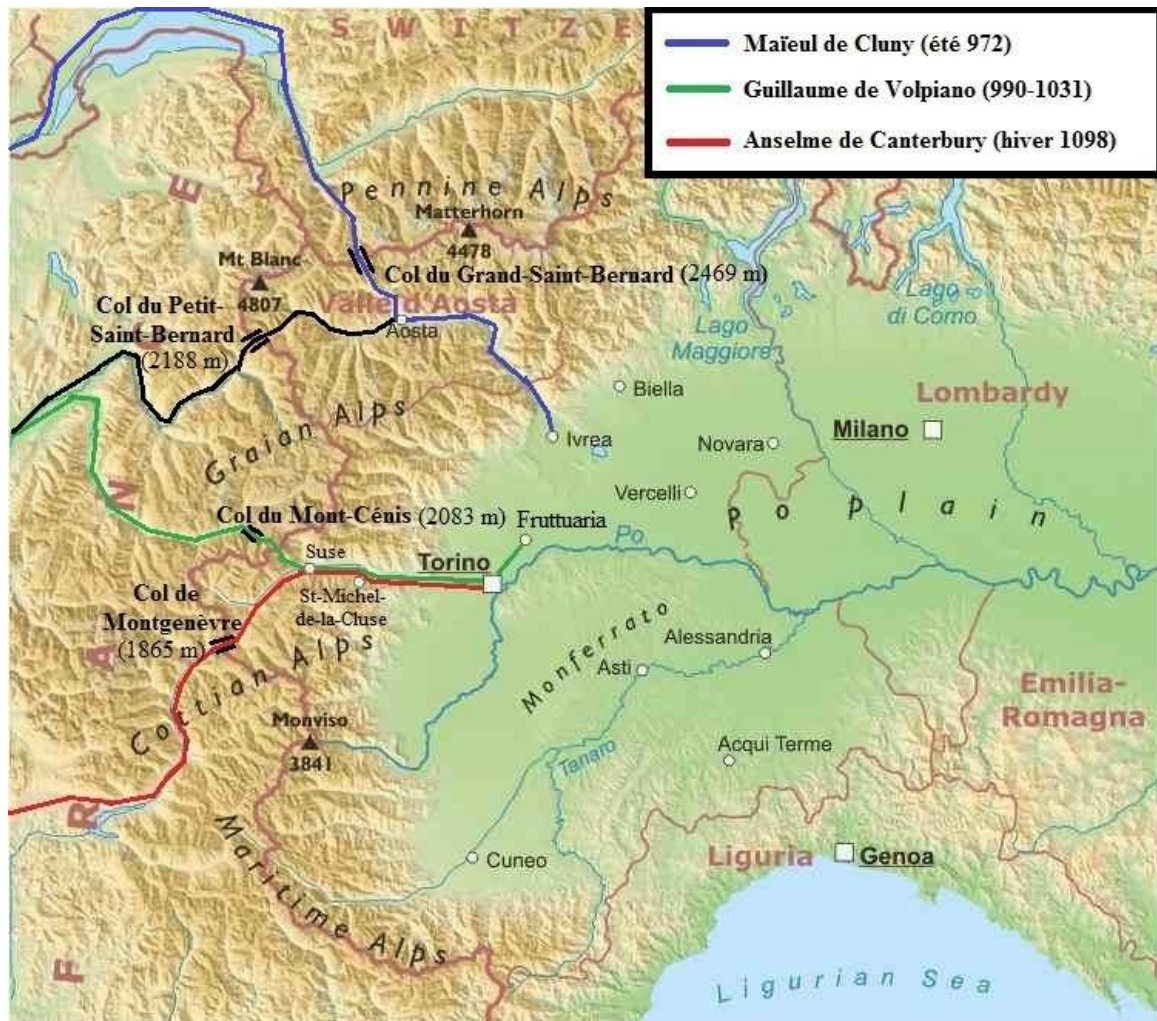 S W I T Z E
Maïeul de Cluny (été 972)
Guillaume de Volpiano (990-1031)
Anselme de Canterbury (hiver 1098)
Pennine Alps
Matterhorn
4478
Mt Blanc
4807
Col du Grand-Saint-Bernard (2469 m)
Valle d'Aosta
Aosta
Col du Petit-
Saint-Bernard
(2188 m)
Lago
Maggiore
Lago
di Como
Biella
Lombardy
Graian Alps
Ivrea
Novara
Milano
Vercelli
Po plain
Col du Mont-Cénis (2083 m)
Fruttuaria
Suse
Torino
Po
St-Michel-
de-la-Cluse
Col de
Montgenèvre
(1865 m)
Cottian Alps
Monferrato
Alessandria
Asti
Emilia-
Romagna
Monviso
3841
Tanaro
Acqui Terme
Maritime Alps
Cuneo
Liguria
Genoa
Ligurian Sea
F R A N E